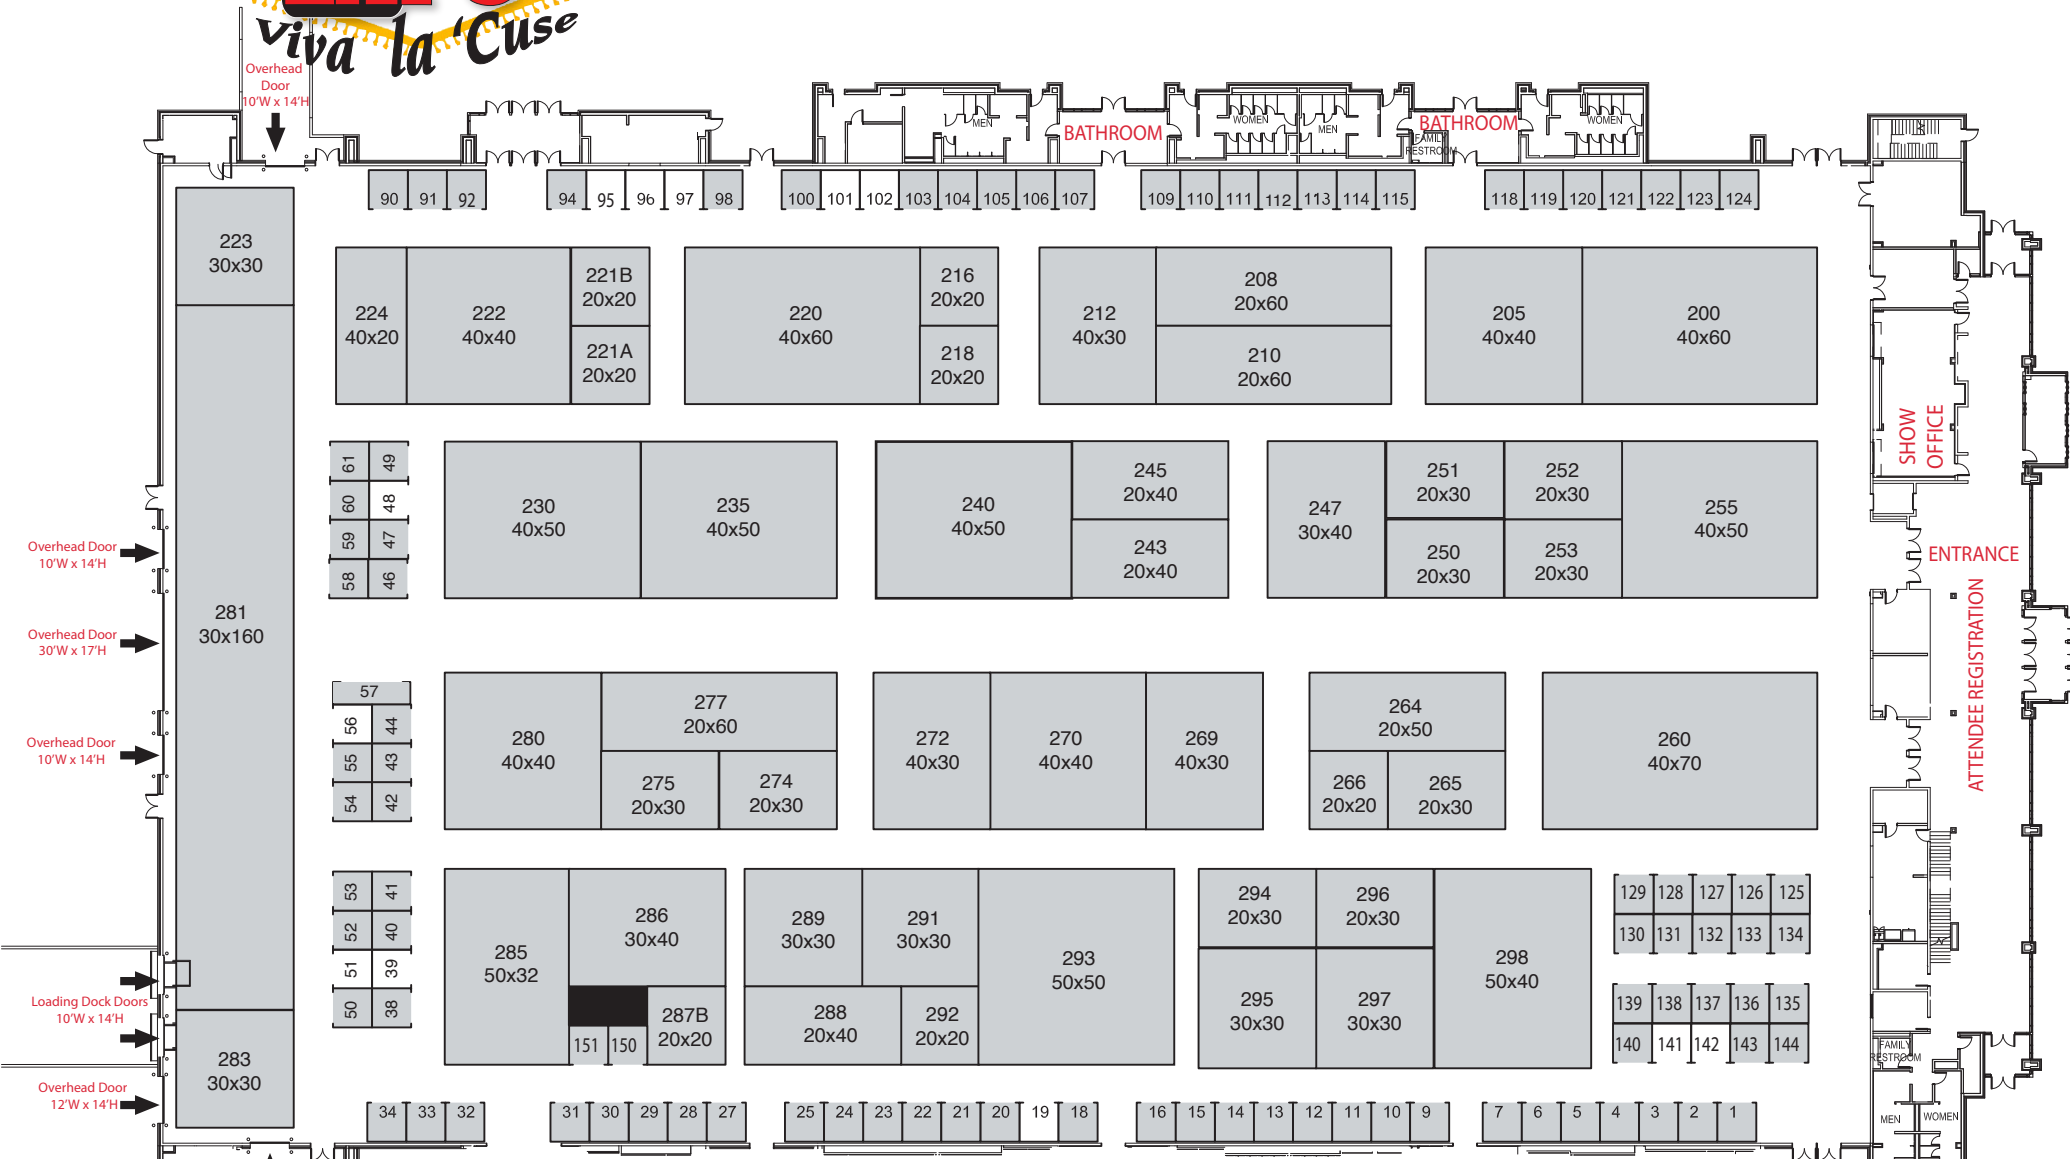 Viva la 'Cuse
Overhead
Door
10'W x 14'H
MEN
BATHROOM
WOMEN
MEN
BATHROOM
FAMILY
RESTROOM
WOMEN
90 91 92
94 95 96 97 98
100 101 102 103 104 105 106 107
109 110 111 112 113 114 115
118 119 120 121 122 123 124
223
30x30
224
40x20
222
40x40
221B
20x20
221A
20x20
220
40x60
216
20x20
218
20x20
212
40x30
208
20x60
210
20x60
205
40x40
200
40x60
SHOW
OFFICE
61 49
60 48
59 47
58 46
230
40x50
235
40x50
240
40x50
245
20x40
243
20x40
247
30x40
251
20x30
252
20x30
250
20x30
253
20x30
255
40x50
ENTRANCE
ATTENDEE REGISTRATION
Overhead Door
10'W x 14'H
Overhead Door
30'W x 17'H
Overhead Door
10'W x 14'H
281
30x160
57
56 44
55 43
54 42
280
40x40
277
20x60
275
20x30
274
20x30
272
40x30
270
40x40
269
40x30
264
20x50
266
20x20
265
20x30
260
40x70
53 41
52 40
51 39
50 38
285
50x32
286
30x40
151 150
287B
20x20
289
30x30
291
30x30
288
20x40
292
20x20
293
50x50
294
20x30
296
20x30
295
30x30
297
30x30
298
50x40
129 128 127 126 125
130 131 132 133 134
139 138 137 136 135
140 141 142 143 144
Loading Dock Doors
10'W x 14'H
283
30x30
Overhead Door
12'W x 14'H
FAMILY
RESTROOM
MEN
WOMEN
34 33 32
31 30 29 28 27
25 24 23 22 21 20 19 18
16 15 14 13 12 11 10 9
7 6 5 4 3 2 1